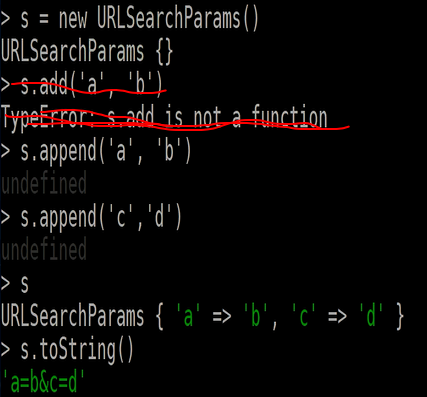 > s = new URLSearchParams()
URLSearchParams {}
> s.add('a', 'b')
TypeError: s.add is not a function
> s.append('a', 'b')
undefined
> s.append('c','d')
undefined
> s
URLSearchParams { 'a' => 'b', 'c' => 'd' }
> s.toString()
'a=b&c=d'